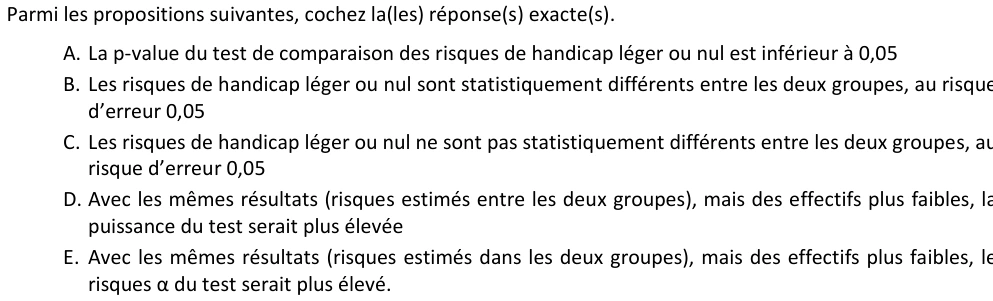 Parmi les propositions suivantes, cochez la(les) réponse(s) exacte(s).
A. La p-value du test de comparaison des risques de handicap léger ou nul est inférieur à 0,05
B. Les risques de handicap léger ou nul sont statistiquement différents entre les deux groupes, au risque
d’erreur 0,05
C. Les risques de handicap léger ou nul ne sont pas statistiquement différents entre les deux groupes, au
risque d’erreur 0,05
D. Avec les mêmes résultats (risques estimés entre les deux groupes), mais des effectifs plus faibles, la
puissance du test serait plus élevée
E. Avec les mêmes résultats (risques estimés dans les deux groupes), mais des effectifs plus faibles, le
risques α du test serait plus élevé.